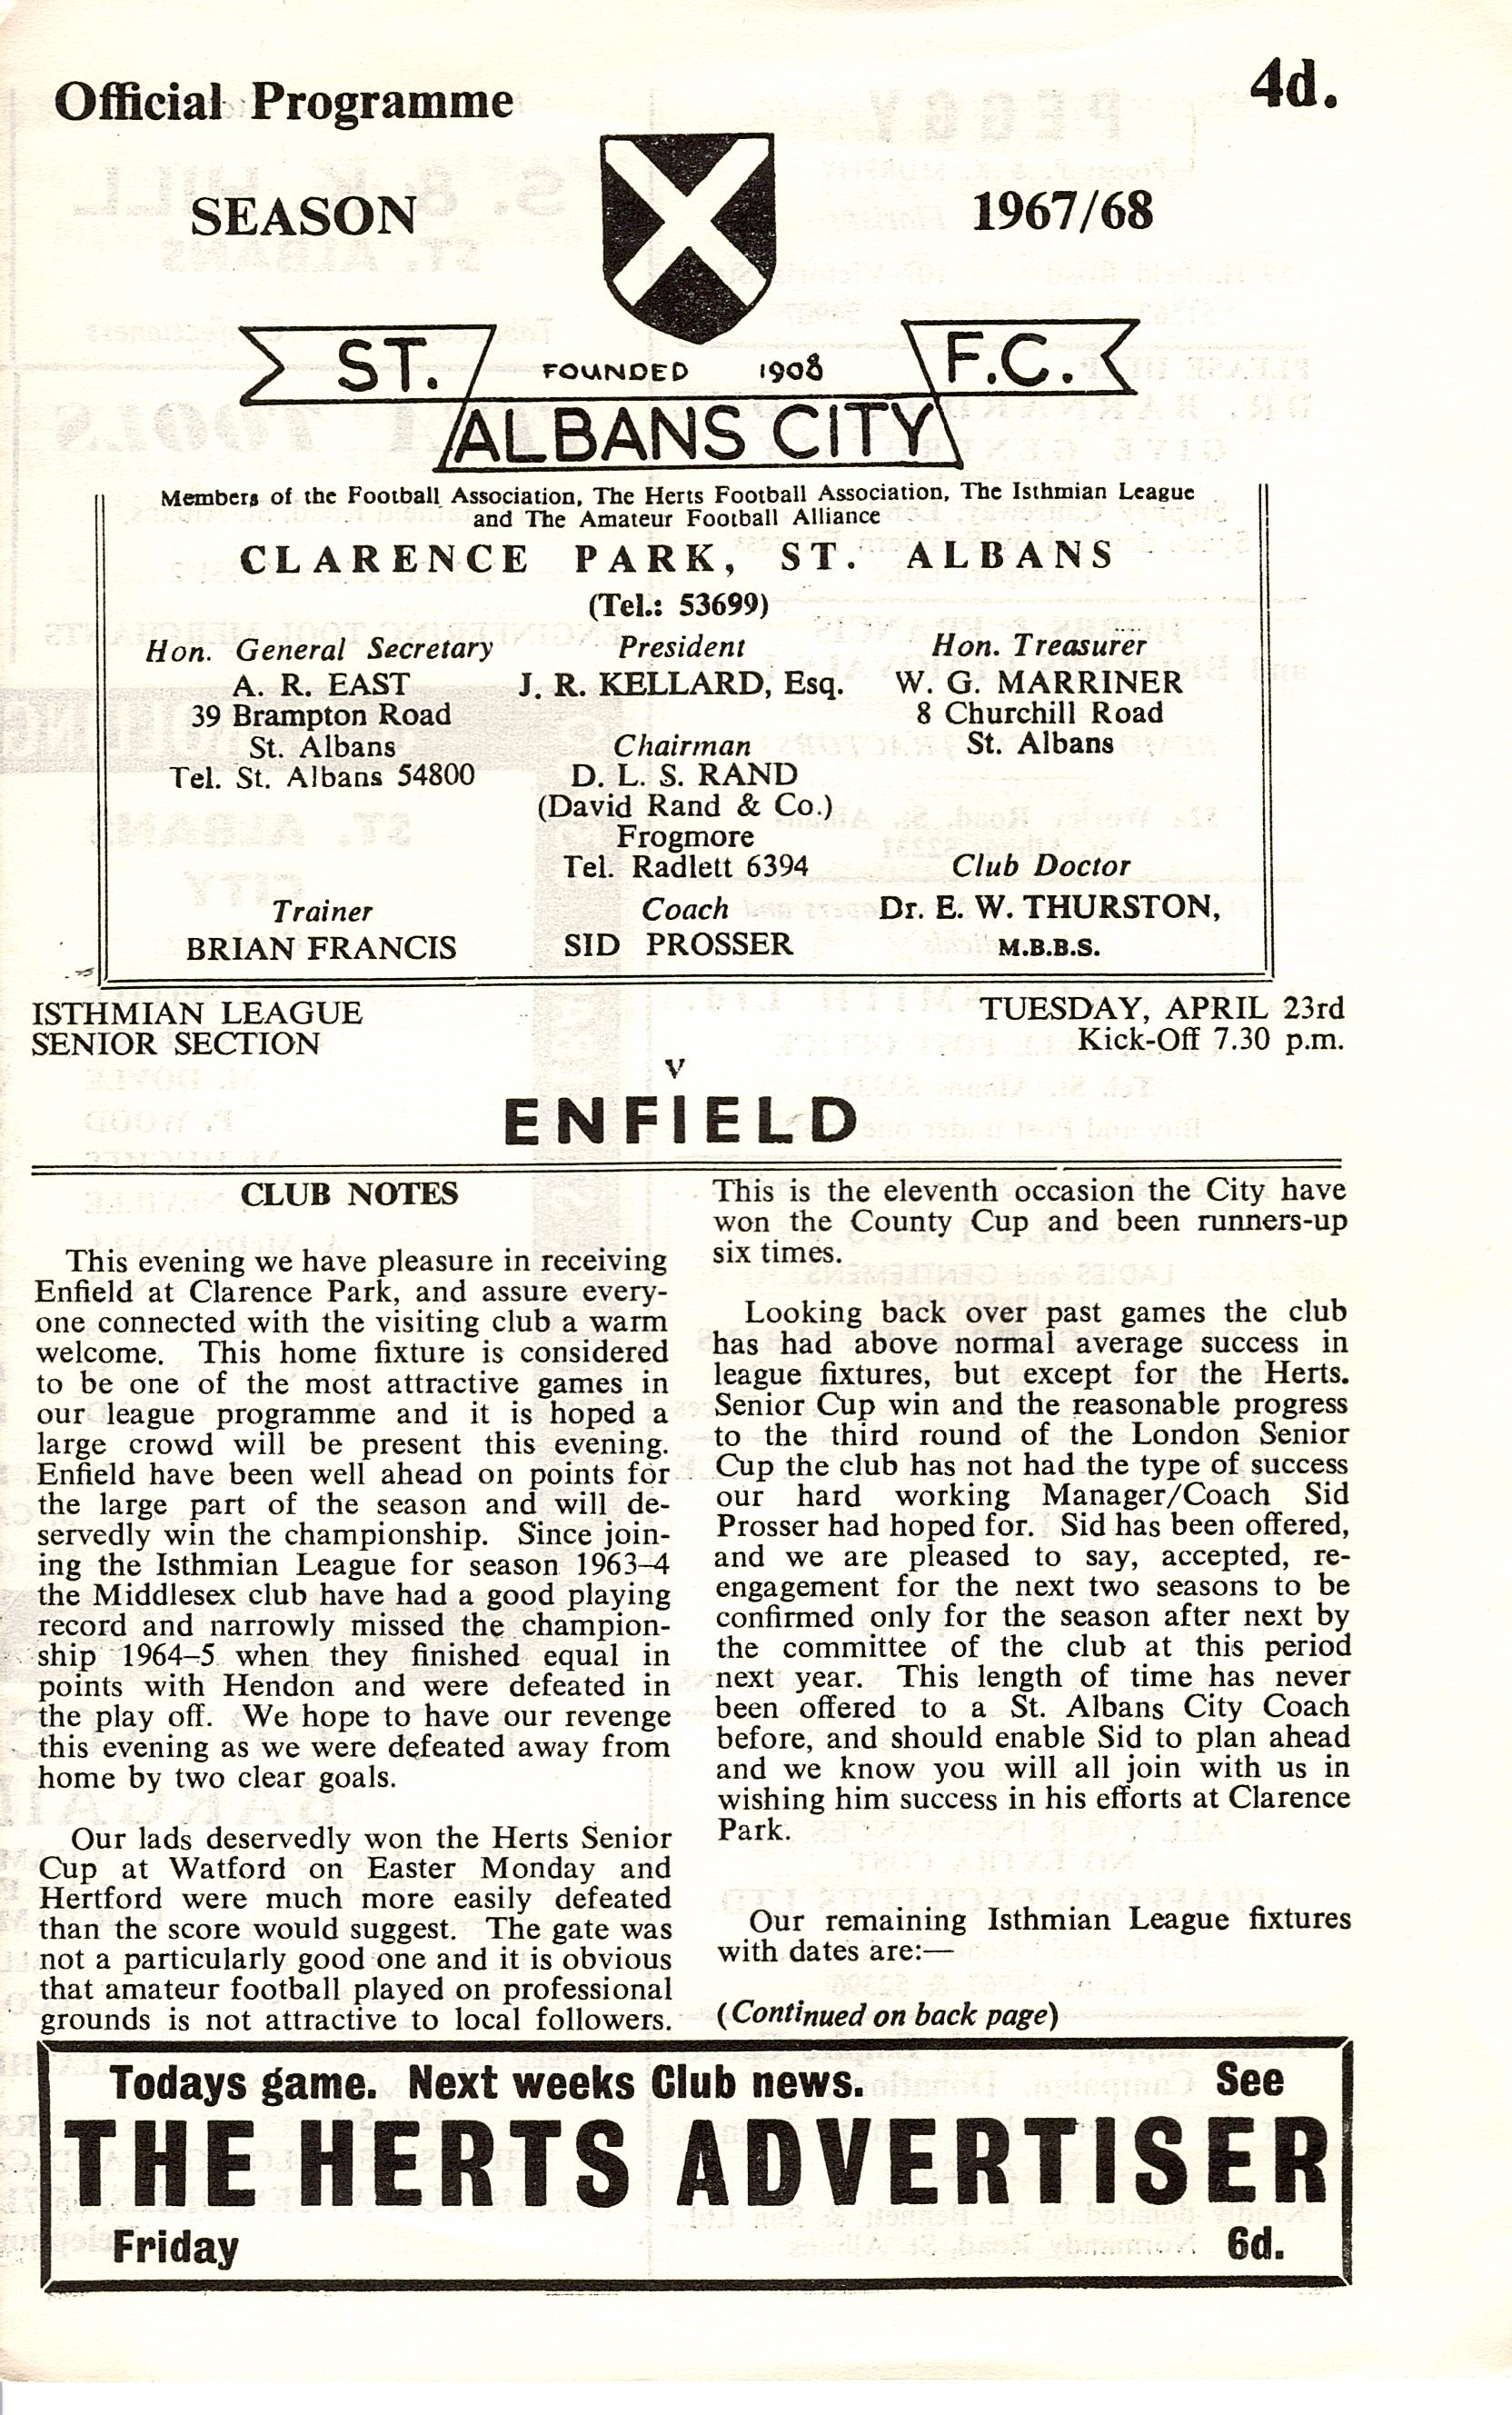 Official Programme
4d.
SEASON
1967/68
ST.
FOUNDED 1908
F.C.
ALBANS CITY
Members of the Football Association, The Herts Football Association, The Isthmian League
and The Amateur Football Alliance
CLARENCE PARK, ST. ALBANS
(Tel.: 53699)
Hon. General Secretary
A. R. EAST
39 Brampton Road
St. Albans
Tel. St. Albans 54800
President
J. R. KELLARD, Esq.
Chairman
D. L. S. RAND
(David Rand & Co.)
Frogmore
Tel. Radlett 6394
Hon. Treasurer
W. G. MARRINER
8 Churchill Road
St. Albans
Trainer
BRIAN FRANCIS
Coach
SID PROSSER
Club Doctor
Dr. E. W. THURSTON,
M.B.B.S.
ISTHMIAN LEAGUE
SENIOR SECTION
TUESDAY, APRIL 23rd
Kick-Off 7.30 p.m.
v
ENFIELD
CLUB NOTES
This evening we have pleasure in receiving
Enfield at Clarence Park, and assure every-
one connected with the visiting club a warm
welcome. This home fixture is considered
to be one of the most attractive games in
our league programme and it is hoped a
large crowd will be present this evening.
Enfield have been well ahead on points for
the large part of the season and will de-
servedly win the championship. Since join-
ing the Isthmian League for season 1963–4
the Middlesex club have had a good playing
record and narrowly missed the champion-
ship 1964–5 when they finished equal in
points with Hendon and were defeated in
the play off. We hope to have our revenge
this evening as we were defeated away from
home by two clear goals.
Our lads deservedly won the Herts Senior
Cup at Watford on Easter Monday and
Hertford were much more easily defeated
than the score would suggest. The gate was
not a particularly good one and it is obvious
that amateur football played on professional
grounds is not attractive to local followers.
This is the eleventh occasion the City have
won the County Cup and been runners-up
six times.
Looking back over past games the club
has had above normal average success in
league fixtures, but except for the Herts.
Senior Cup win and the reasonable progress
to the third round of the London Senior
Cup the club has not had the type of success
our hard working Manager/Coach Sid
Prosser had hoped for. Sid has been offered,
and we are pleased to say, accepted, re-
engagement for the next two seasons to be
confirmed only for the season after next by
the committee of the club at this period
next year. This length of time has never
been offered to a St. Albans City Coach
before, and should enable Sid to plan ahead
and we know you will all join with us in
wishing him success in his efforts at Clarence
Park.
Our remaining Isthmian League fixtures
with dates are:—
(Continued on back page)
Todays game. Next weeks Club news. See
THE HERTS ADVERTISER
Friday 6d.